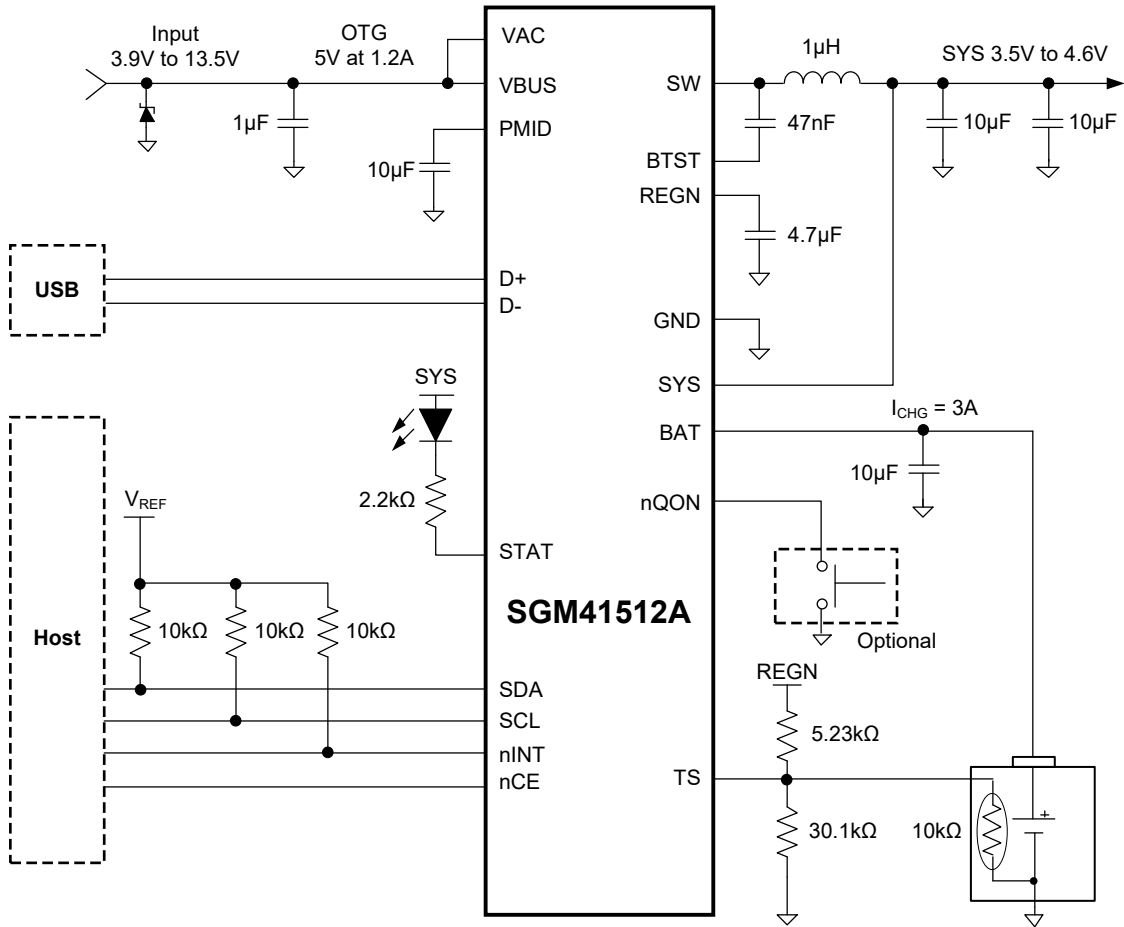 Input
3.9V to 13.5V
OTG
5V at 1.2A
1µF
10µF
VAC
VBUS
PMID
USB
D+
D-
SYS
2.2kΩ
STAT
VREF
Host
10kΩ
10kΩ
10kΩ
SDA
SCL
nINT
nCE
SGM41512A
SW
BTST
REGN
GND
SYS
BAT
nQON
TS
1µH
SYS 3.5V to 4.6V
47nF
10µF
10µF
4.7µF
ICHG = 3A
10µF
Optional
REGN
5.23kΩ
30.1kΩ
10kΩ
+